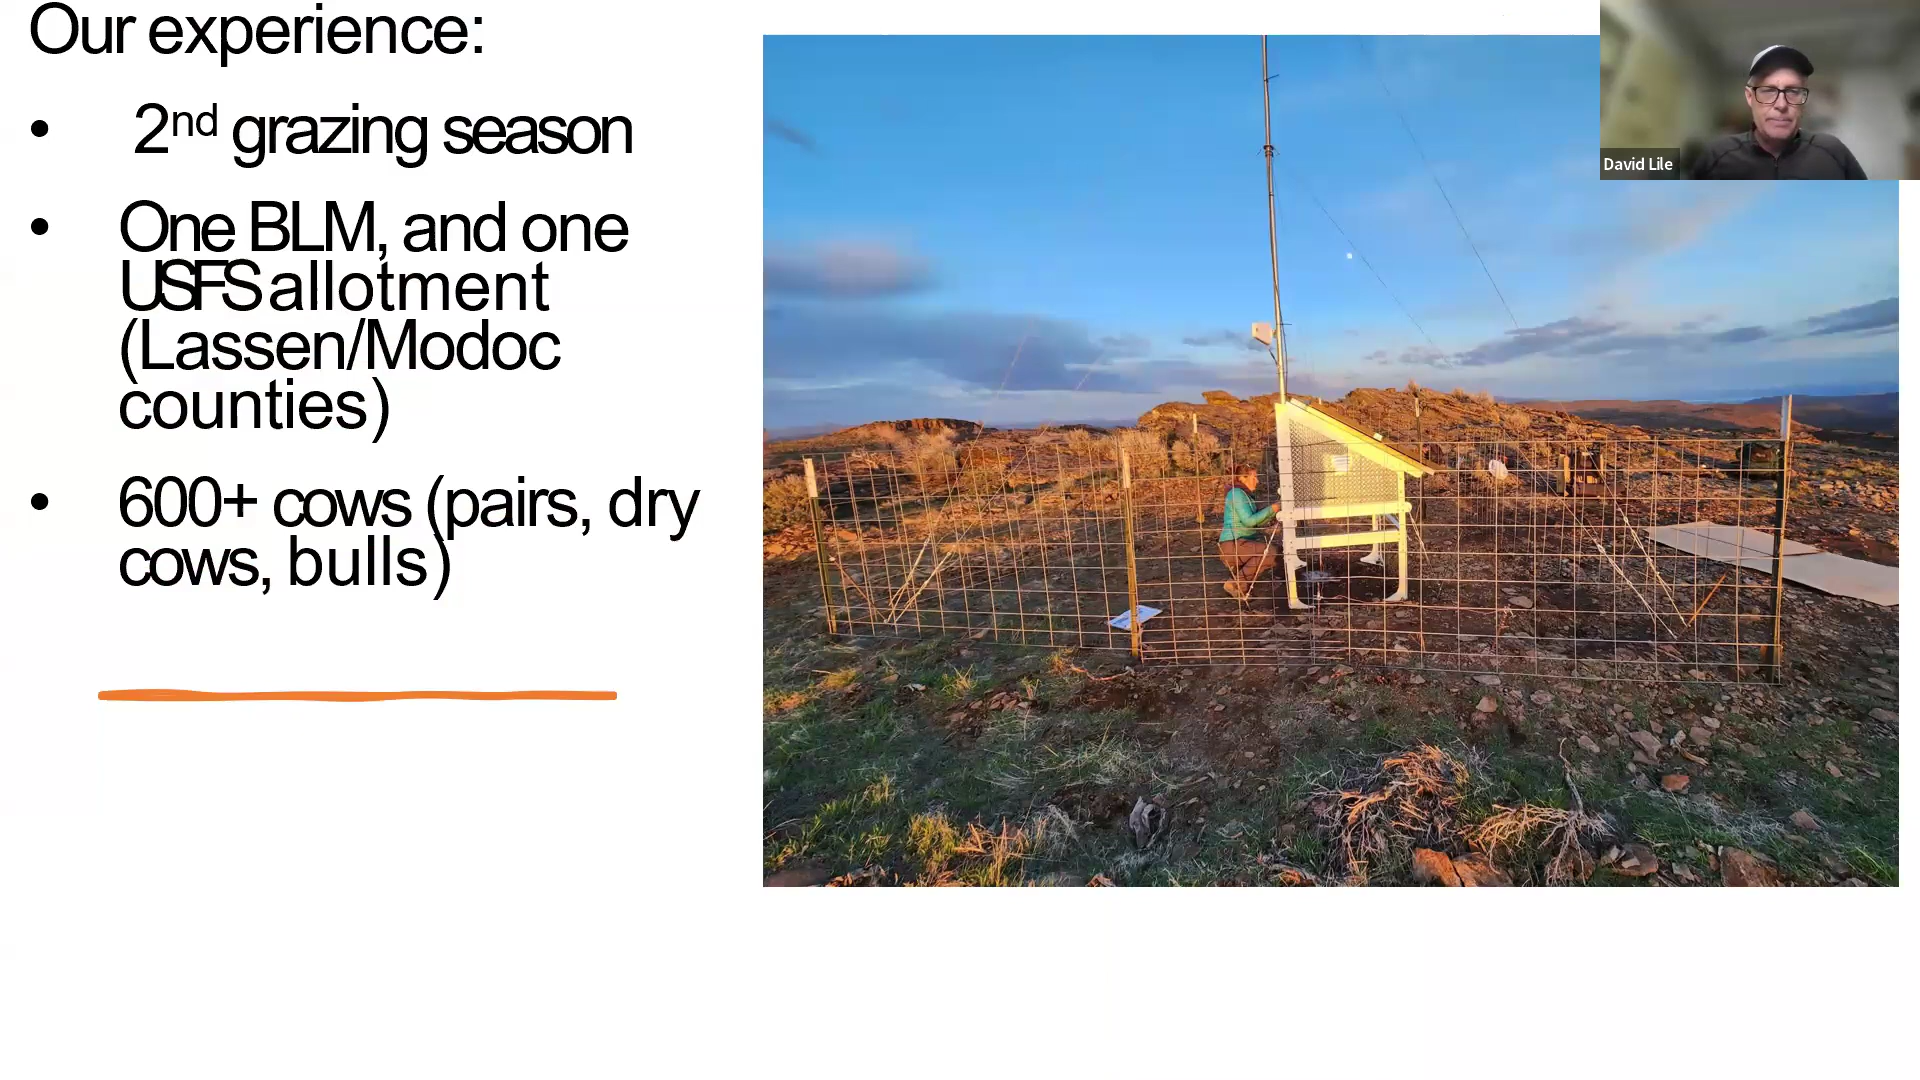 Our experience:
• 2nd grazing season
• One BLM, and one
USFS allotment
(Lassen/Modoc
counties)
• 600+ cows (pairs, dry
cows, bulls)
David Lile